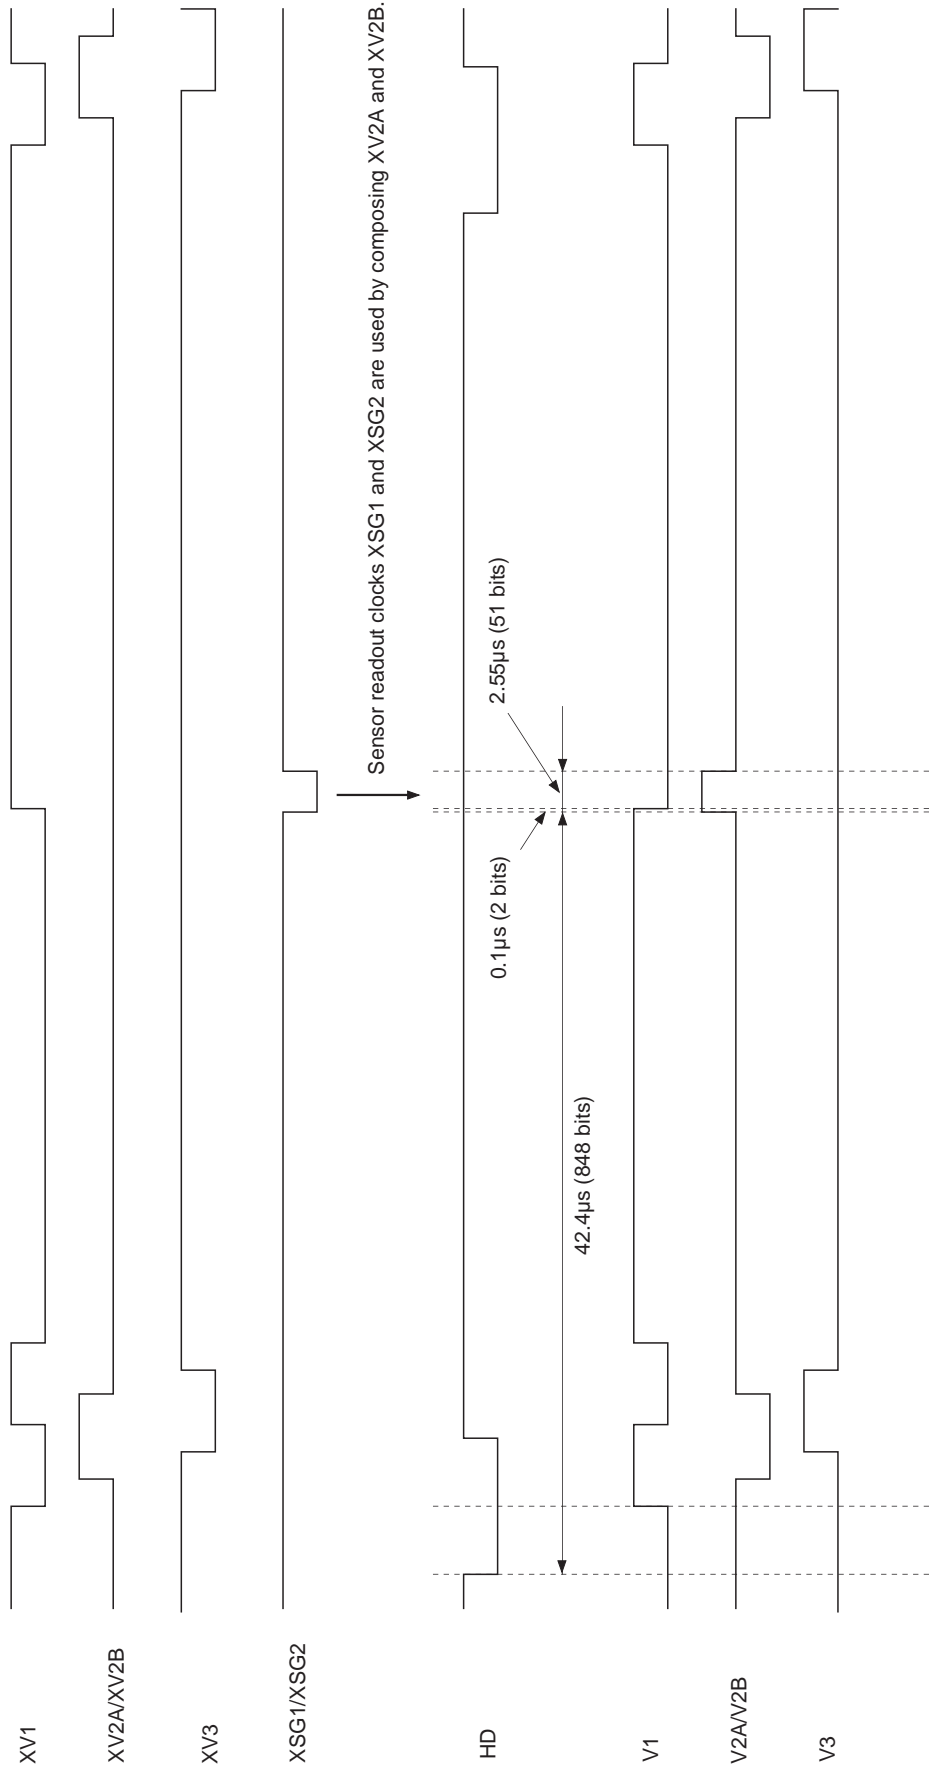 XV1
XV2A/XV2B
XV3
XSG1/XSG2
Sensor readout clocks XSG1 and XSG2 are used by composing XV2A and XV2B.
HD
0.1μs (2 bits)
2.55μs (51 bits)
42.4μs (848 bits)
V1
V2A/V2B
V3